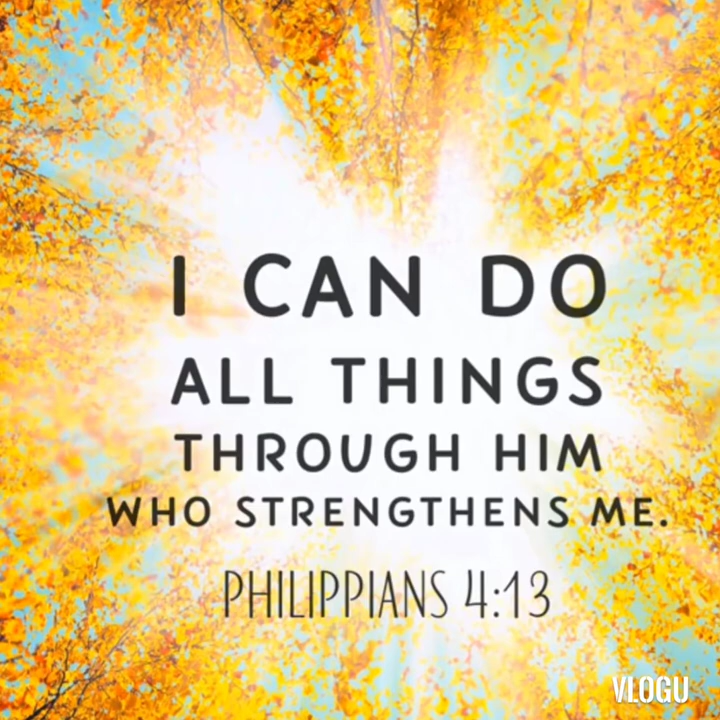 I CAN DO
ALL THINGS
THROUGH HIM
WHO STRENGTHENS ME.
PHILIPPIANS 4:13
VLOGU